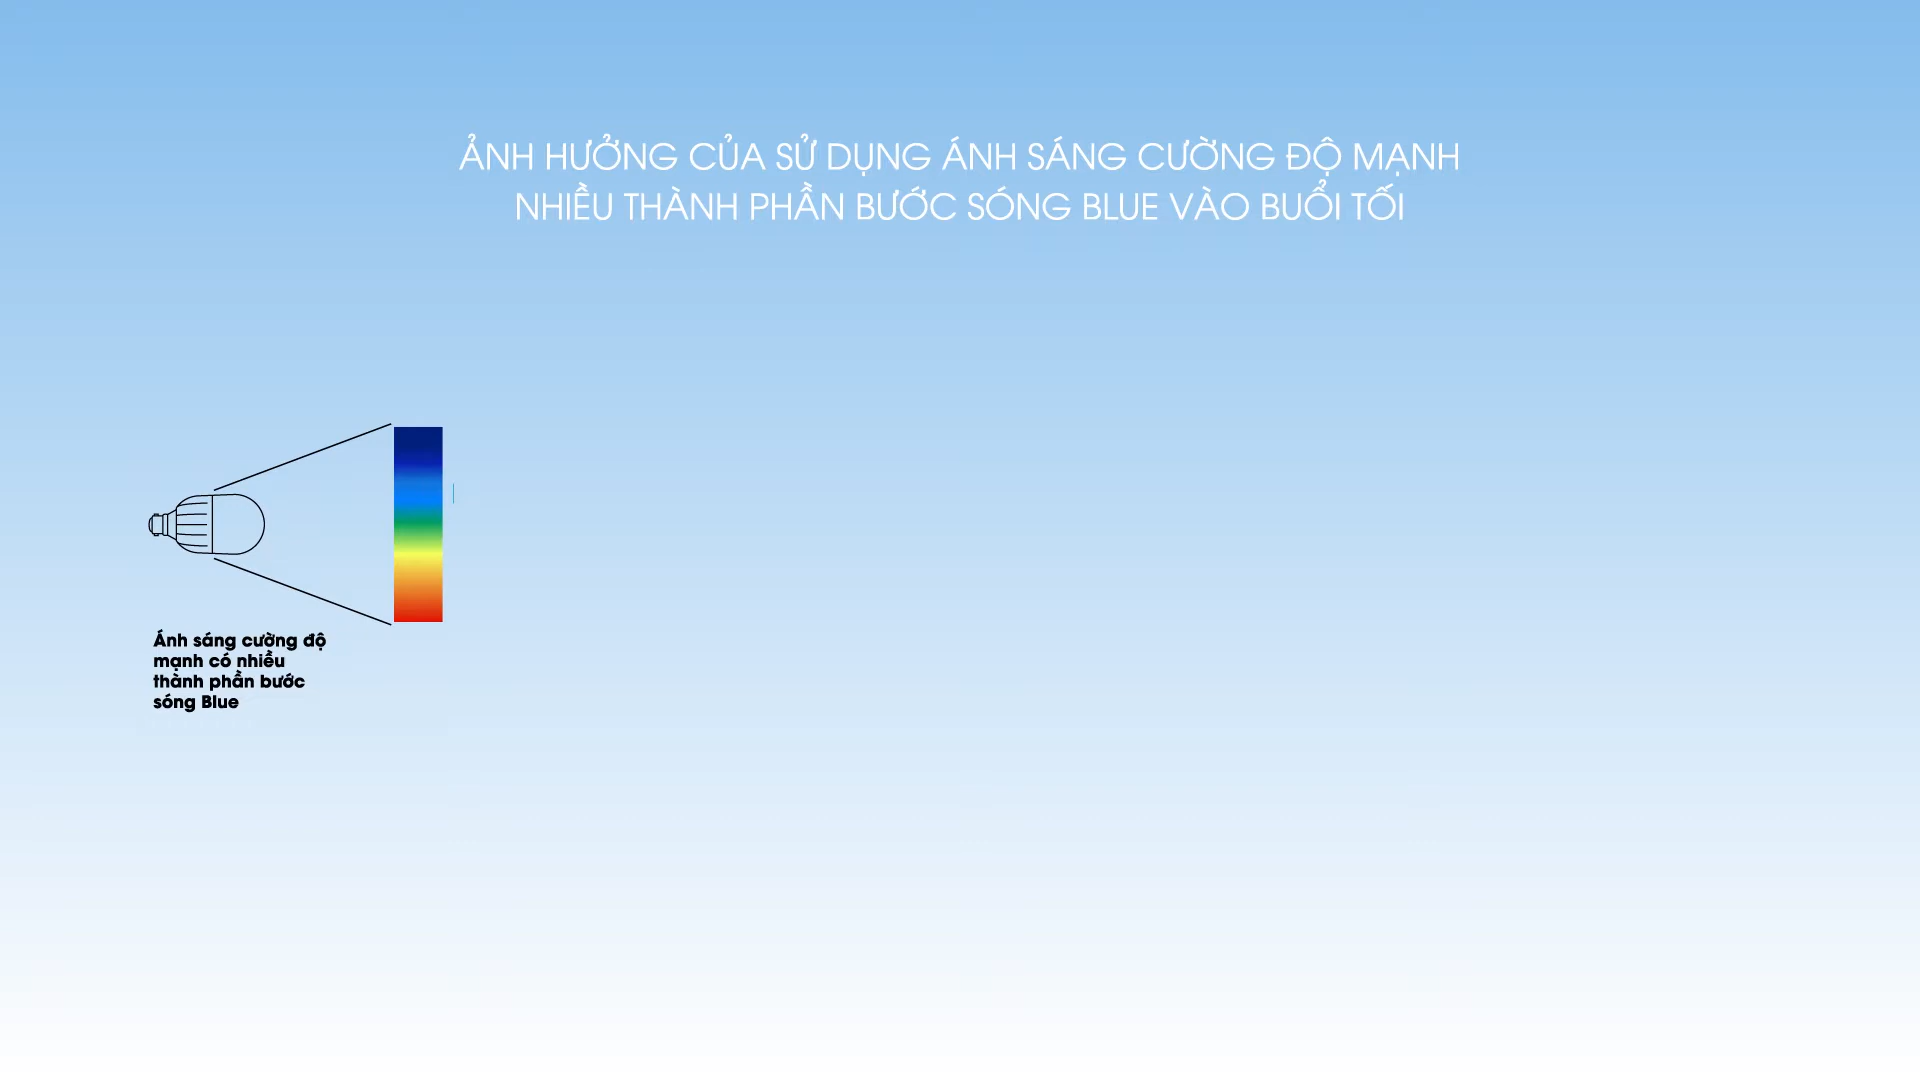 ẢNH HƯỞNG CỦA SỬ DỤNG ÁNH SÁNG CƯỜNG ĐỘ MẠNH
NHIỀU THÀNH PHẦN BƯỚC SÓNG BLUE VÀO BUỔI TỐI
Ánh sáng cường độ
mạnh có nhiều
thành phần bước
sóng Blue